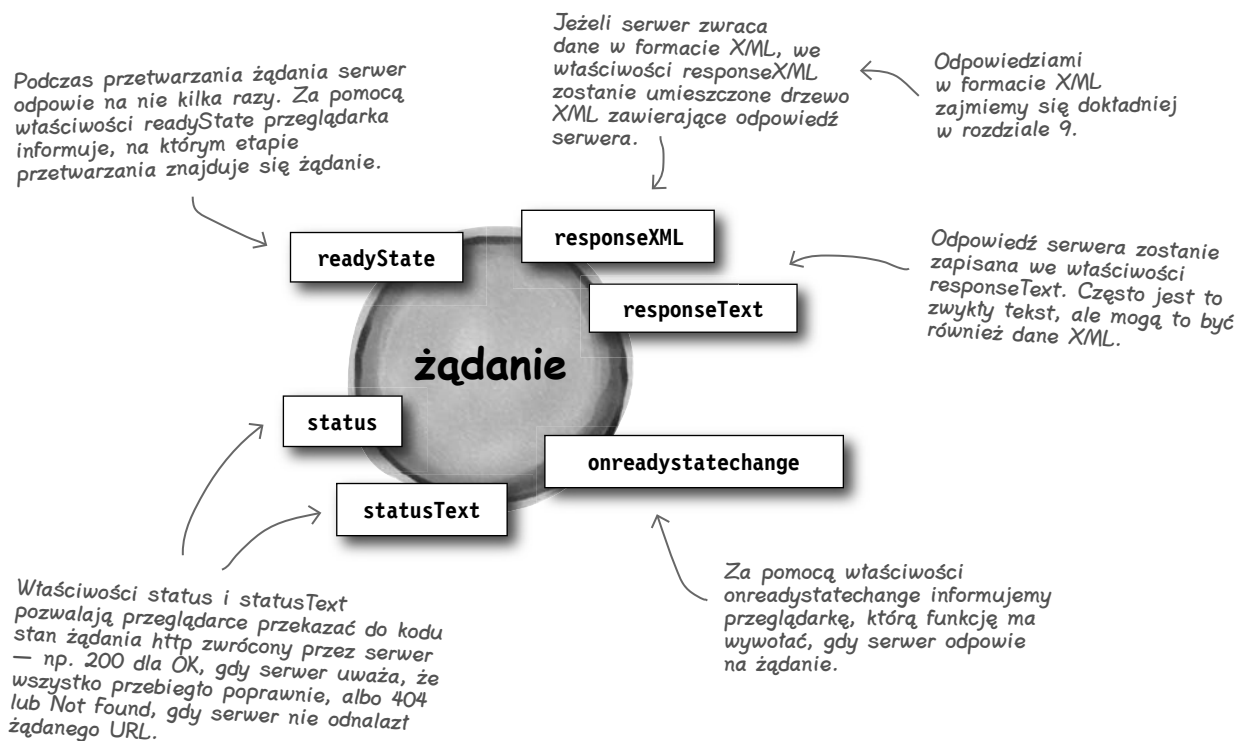 Jeżeli serwer zwraca
dane w formacie XML, we
właściwości responseXML
zostanie umieszczone drzewo
XML zawierające odpowiedź
serwera.
Odpowiedziami
w formacie XML
zajmiemy się dokładniej
w rozdziale 9.
Podczas przetwarzania żądania serwer
odpowie na nie kilka razy. Za pomocą
właściwości readyState przeglądarka
informuje, na którym etapie
przetwarzania znajduje się żądanie.
readyState
responseXML
responseText
Odpowiedź serwera zostanie
zapisana we właściwości
responseText. Często jest to
zwykły tekst, ale mogą to być
również dane XML.
żądanie
status
onreadystatechange
statusText
Właściwości status i statusText
pozwalają przeglądarce przekazać do kodu
stan żądania http zwrócony przez serwer
— np. 200 dla OK, gdy serwer uważa, że
wszystko przebiegło poprawnie, albo 404
lub Not Found, gdy serwer nie odnalazł
żądanego URL.
Za pomocą właściwości
onreadystatechange informujemy
przeglądarkę, którą funkcję ma
wywołać, gdy serwer odpowie
na żądanie.